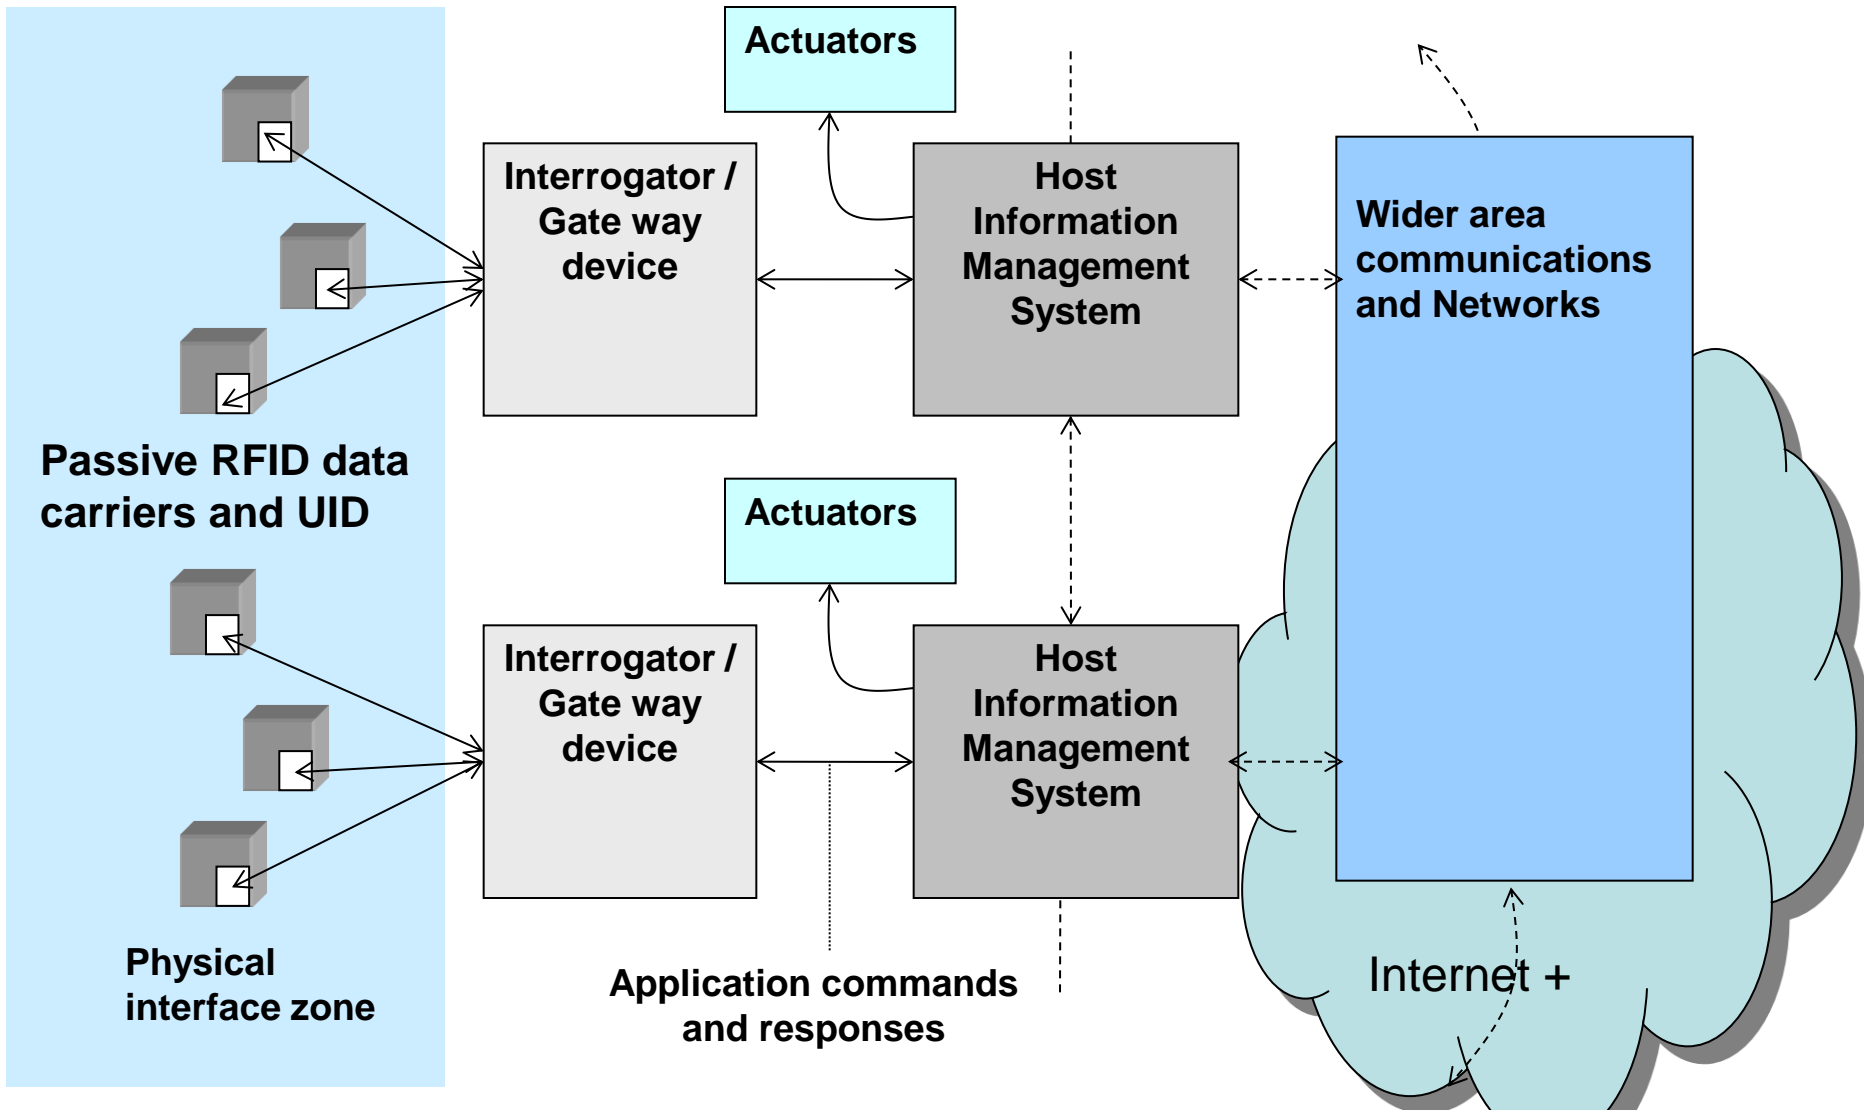 Actuators
Interrogator /
Gate way
device
Host
Information
Management
System
Wider area
communications
and Networks
Passive RFID data
carriers and UID
Actuators
Interrogator /
Gate way
device
Host
Information
Management
System
Physical
interface zone
Application commands
and responses
Internet +